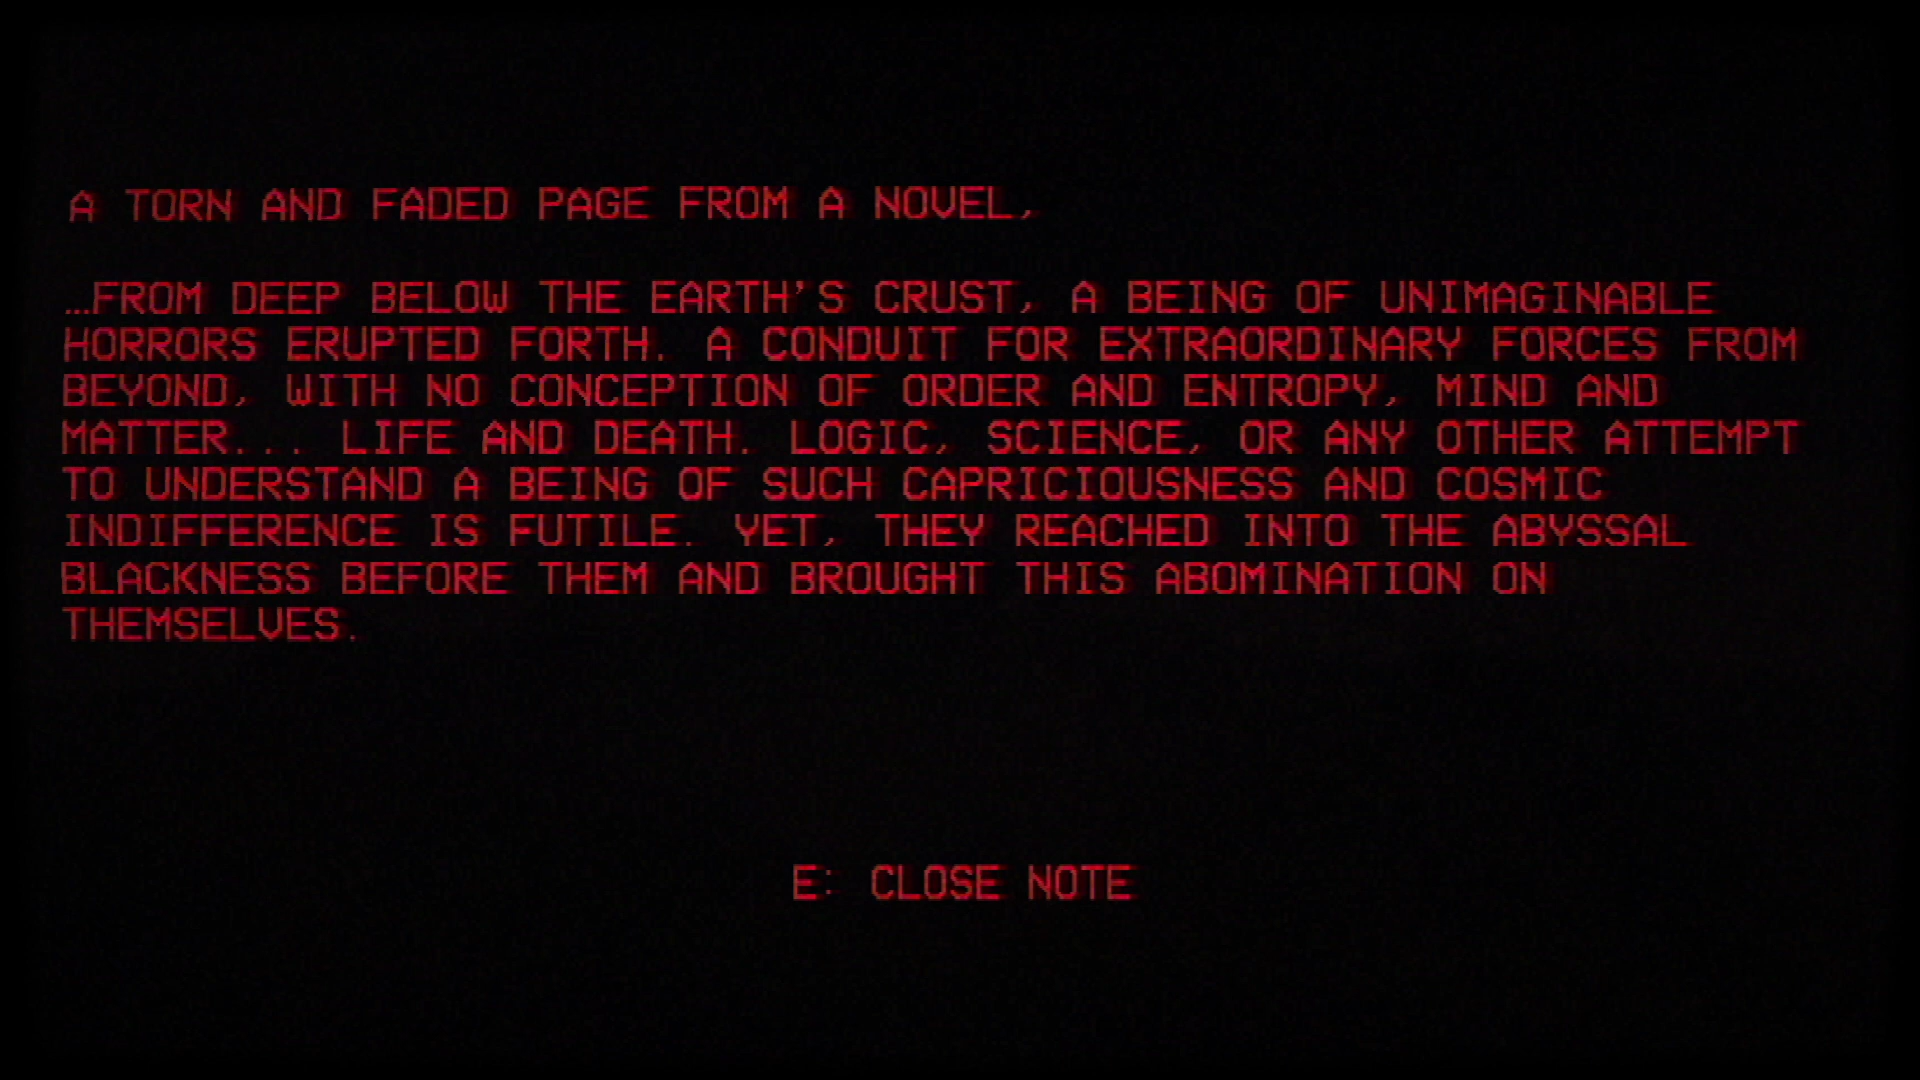 A TORN AND FADED PAGE FROM A NOVEL,
…FROM DEEP BELOW THE EARTH'S CRUST, A BEING OF UNIMAGINABLE
HORRORS ERUPTED FORTH. A CONDUIT FOR EXTRAORDINARY FORCES FROM
BEYOND, WITH NO CONCEPTION OF ORDER AND ENTROPY, MIND AND
MATTER... LIFE AND DEATH. LOGIC, SCIENCE, OR ANY OTHER ATTEMPT
TO UNDERSTAND A BEING OF SUCH CAPRICIOUSNESS AND COSMIC
INDIFFERENCE IS FUTILE. YET, THEY REACHED INTO THE ABYSSAL
BLACKNESS BEFORE THEM AND BROUGHT THIS ABOMINATION ON
THEMSELVES.
E: CLOSE NOTE